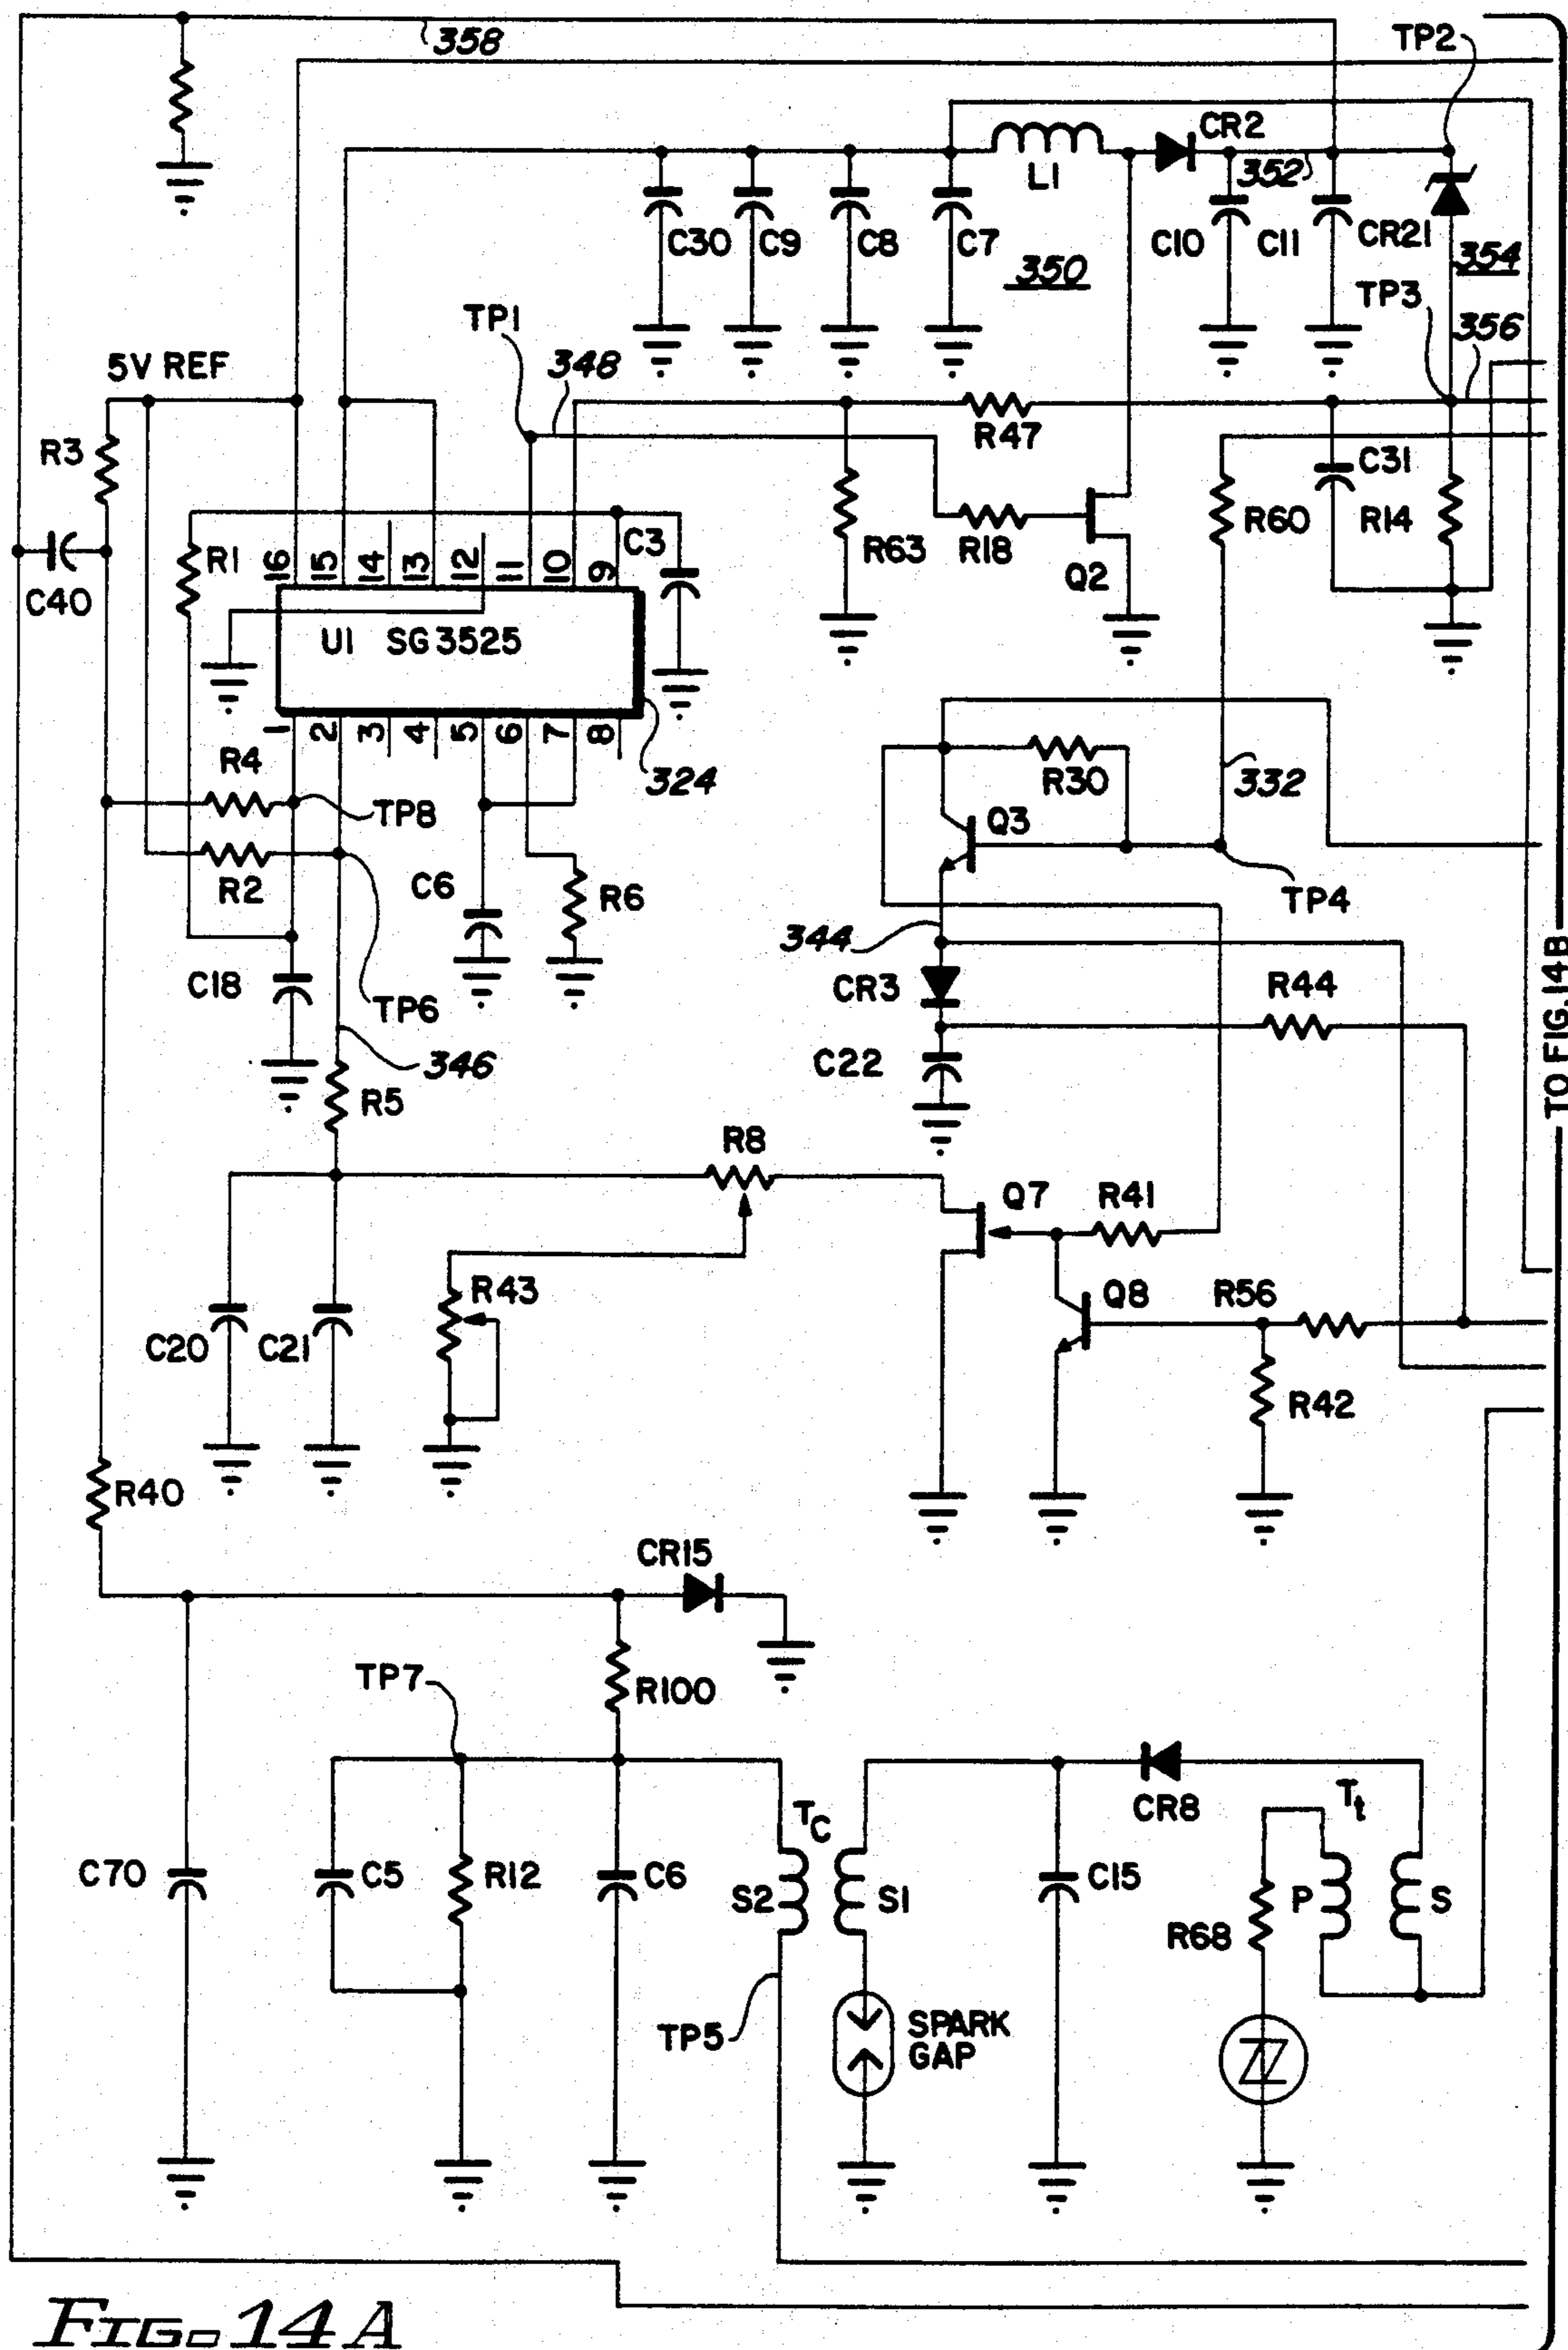 358
TP2
CR2
L1
352
C30
C9
C8
C7
C10
C11
CR21
354
350
TP3
356
TP1
348
5V REF
R3
R47
C31
R1
16
15
14
13
12
11
10
9
C3
R63
R18
Q2
R60
R14
C40
U1 SG3525
1
2
3
4
5
6
7
8
324
R4
TP8
R30
332
Q3
R2
C6
R6
TP4
344
C18
TP6
CR3
R44
TO FIG. 14B
346
C22
R5
R8
Q7
R41
R43
Q8
R56
C20
C21
R42
R40
CR15
TP7
R100
CR8
Tt
TC
C70
C5
R12
C6
S2
S1
C15
P
S
R68
TP5
SPARK
GAP
FIG. 14A